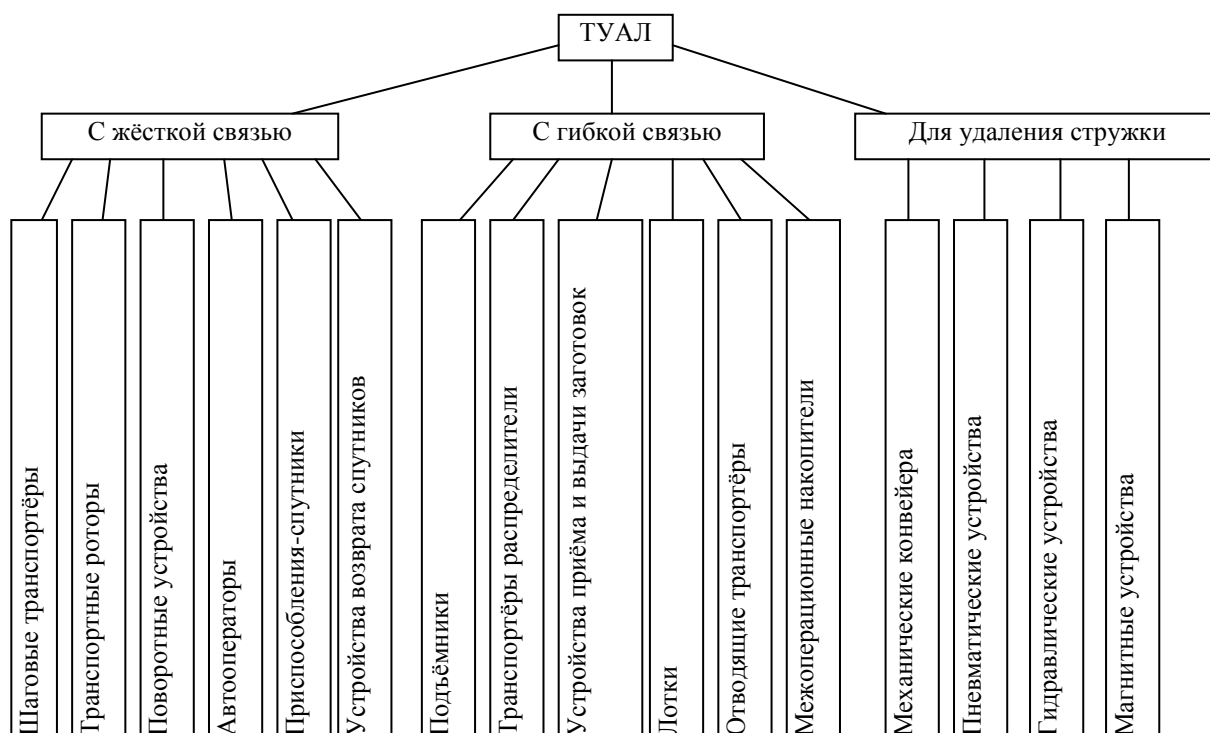 ТУАЛ
С жёсткой связью
С гибкой связью
Для удаления стружки
Шаговые транспортёры
Транспортные роторы
Поворотные устройства
Автооператоры
Приспособления-спутники
Устройства возврата спутников
Подъёмники
Транспортёры распределители
Устройства приёма и выдачи заготовок
Лотки
Отводящие транспортёры
Межоперационные накопители
Механические конвейера
Пневматические устройства
Гидравлические устройства
Магнитные устройства